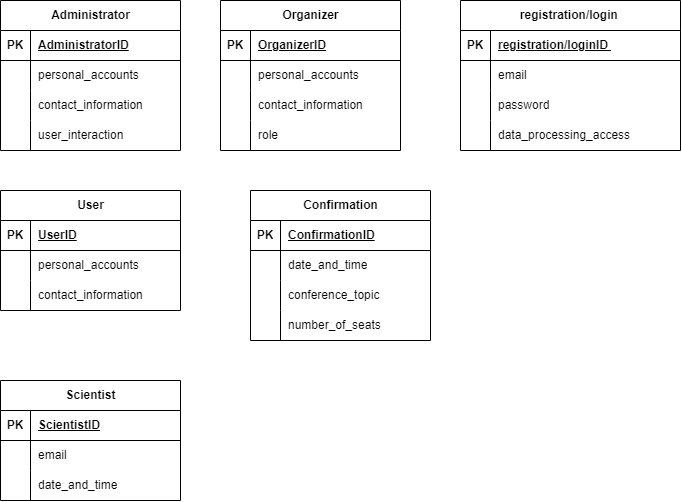 Administrator
PK AdministratorID
personal_accounts
contact_information
user_interaction
Organizer
PK OrganizerID
personal_accounts
contact_information
role
registration/login
PK registration/loginID
email
password
data_processing_access
User
PK UserID
personal_accounts
contact_information
Confirmation
PK ConfirmationID
date_and_time
conference_topic
number_of_seats
Scientist
PK ScientistID
email
date_and_time